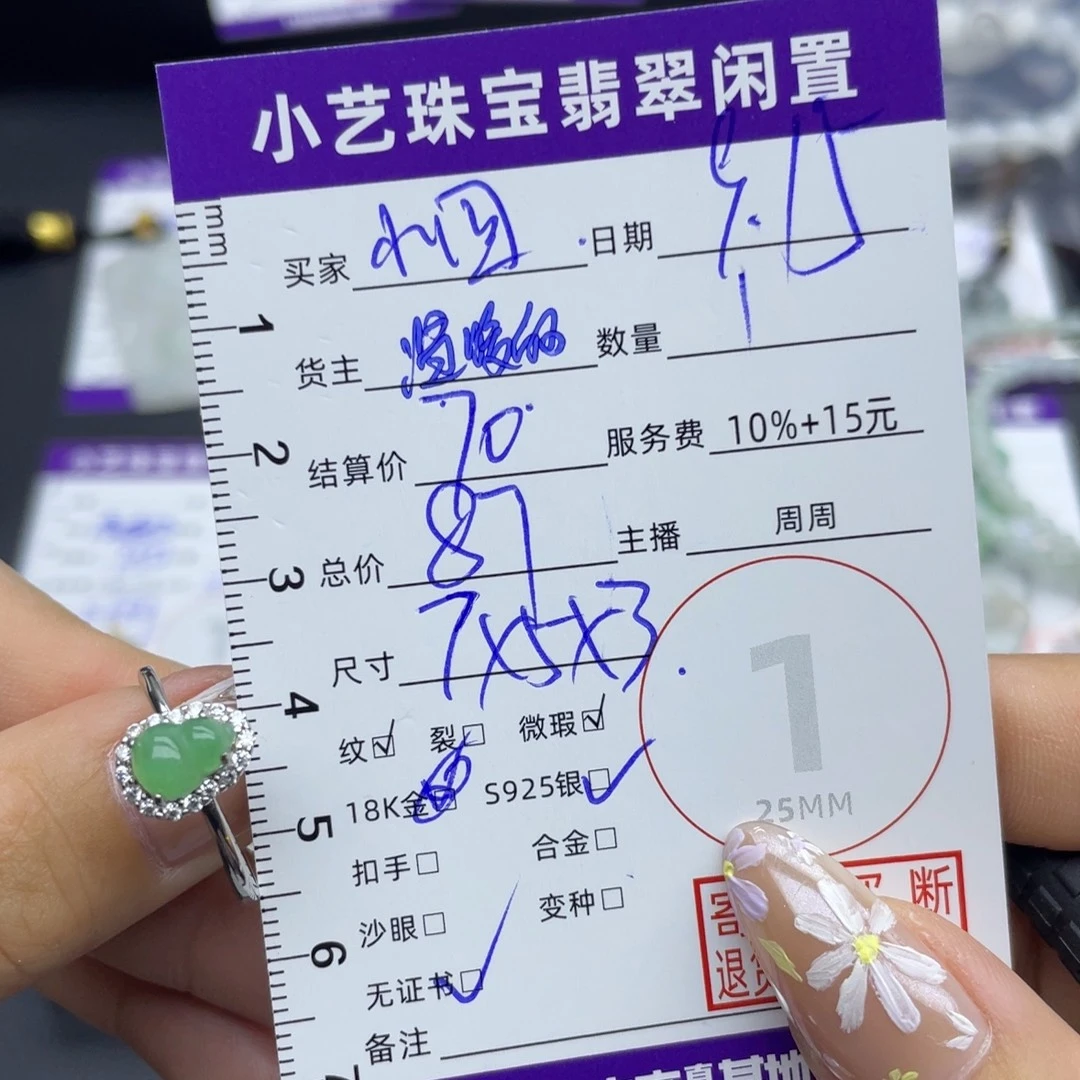 小艺珠宝翡翠闲置
mm
买家 日期
货主 数量
1
结算价 70 服务费 10%+15元
2
总价 87 主播 周周
3
尺寸 7X5X3
4
纹☑ 裂□ 微瑕☑
18K金 S925银☑
1
25MM
5
扣手□ 合金□
沙眼□ 变种□
断
6
无证书☑
退
备注
7